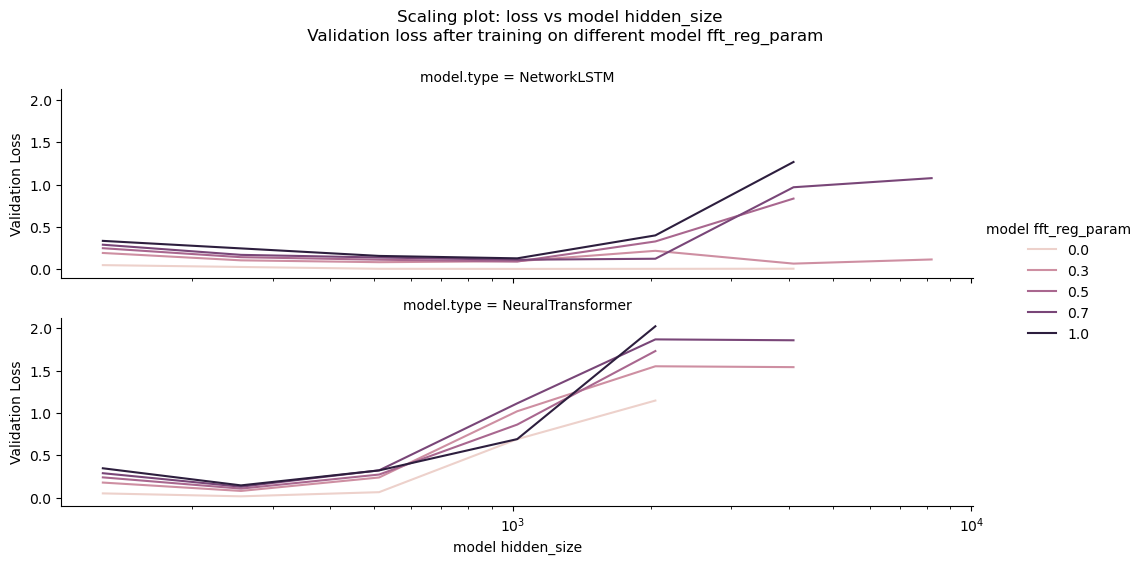 Scaling plot: loss vs model hidden_size
Validation loss after training on different model fft_reg_param
model.type = NetworkLSTM
2.0
1.5
1.0
0.5
0.0
Validation Loss
model.type = NeuralTransformer
2.0
1.5
1.0
0.5
0.0
Validation Loss
10³
10⁴
model hidden_size
model fft_reg_param
0.0
0.3
0.5
0.7
1.0